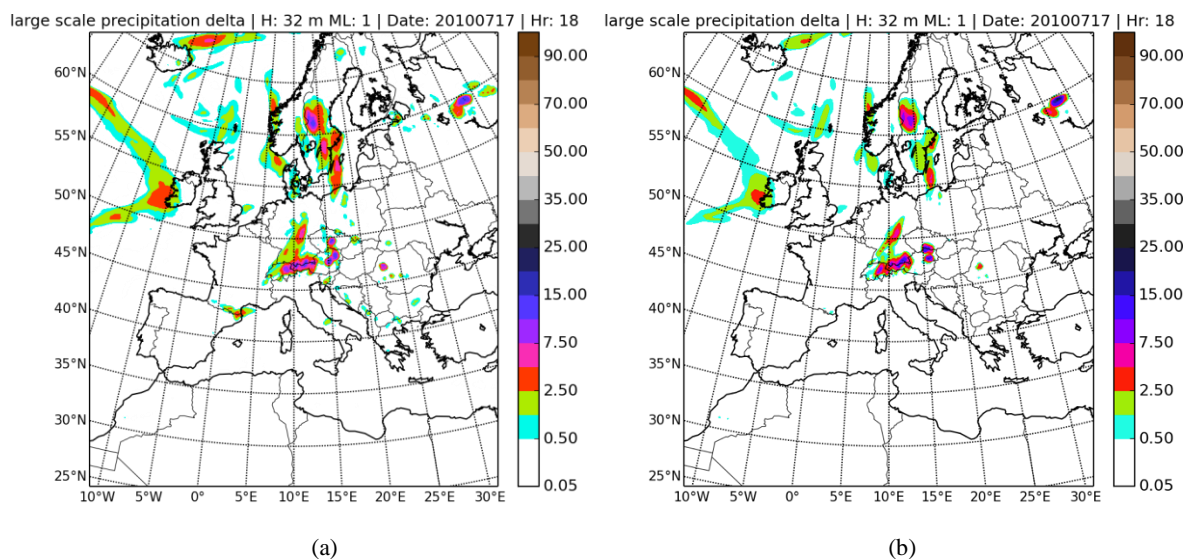 large scale precipitation delta | H: 32 m ML: 1 | Date: 20100717 | Hr: 18
60°N
55°N
50°N
45°N
40°N
35°N
30°N
25°N
10°W 5°W 0° 5°E 10°E 15°E 20°E 25°E 30°E
90.00
70.00
50.00
35.00
25.00
15.00
7.50
2.50
0.50
0.05
(a)
large scale precipitation delta | H: 32 m ML: 1 | Date: 20100717 | Hr: 18
60°N
55°N
50°N
45°N
40°N
35°N
30°N
25°N
10°W 5°W 0° 5°E 10°E 15°E 20°E 25°E 30°E
90.00
70.00
50.00
35.00
25.00
15.00
7.50
2.50
0.50
0.05
(b)